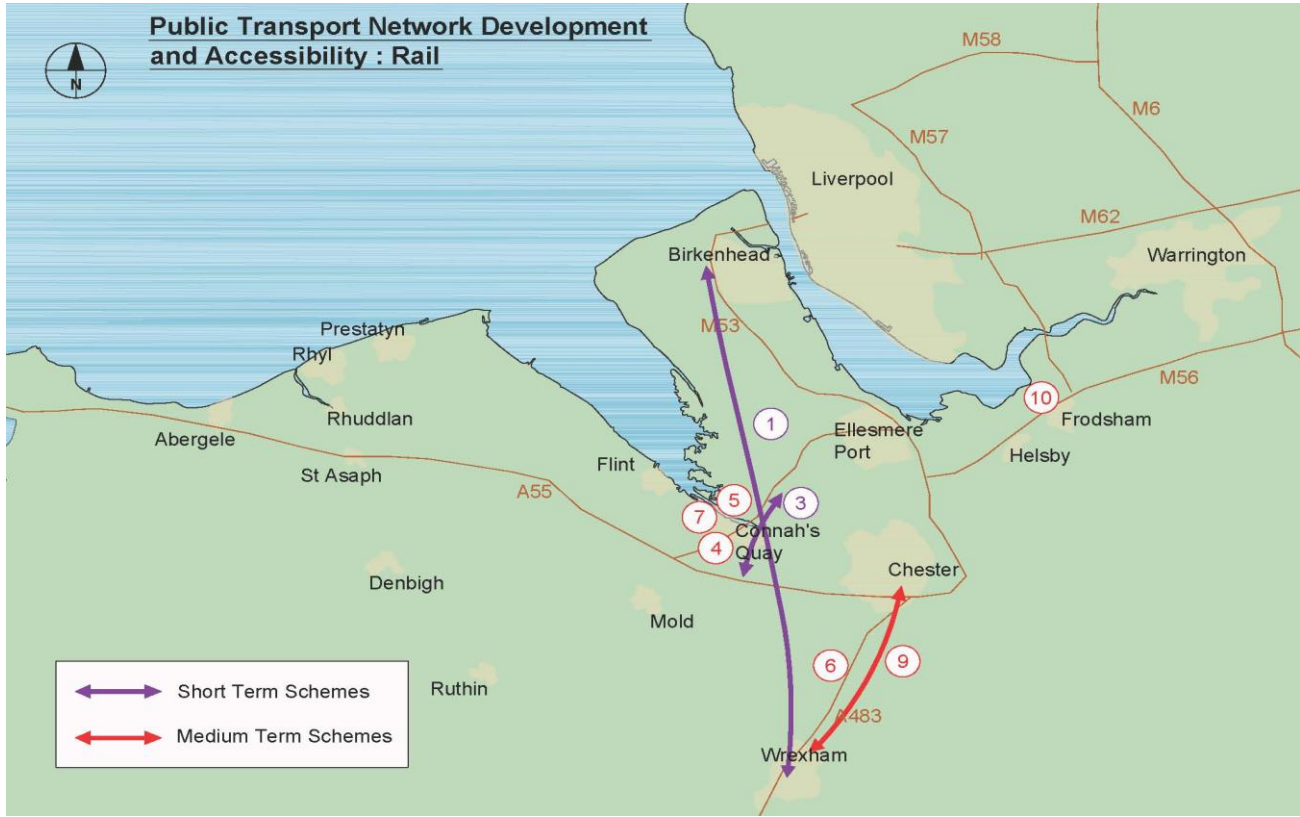 Public Transport Network Development
and Accessibility : Rail
N
M58
M6
M57
Liverpool
M62
Warrington
Birkenhead
M53
Prestatyn
Rhyl
M56
10
Rhuddlan
Frodsham
Abergele
1
Ellesmere
Port
Helsby
St Asaph
Flint
A55
5
3
7
Connah's
Quay
4
Chester
Denbigh
Mold
6
9
Ruthin
Short Term Schemes
A483
Medium Term Schemes
Wrexham